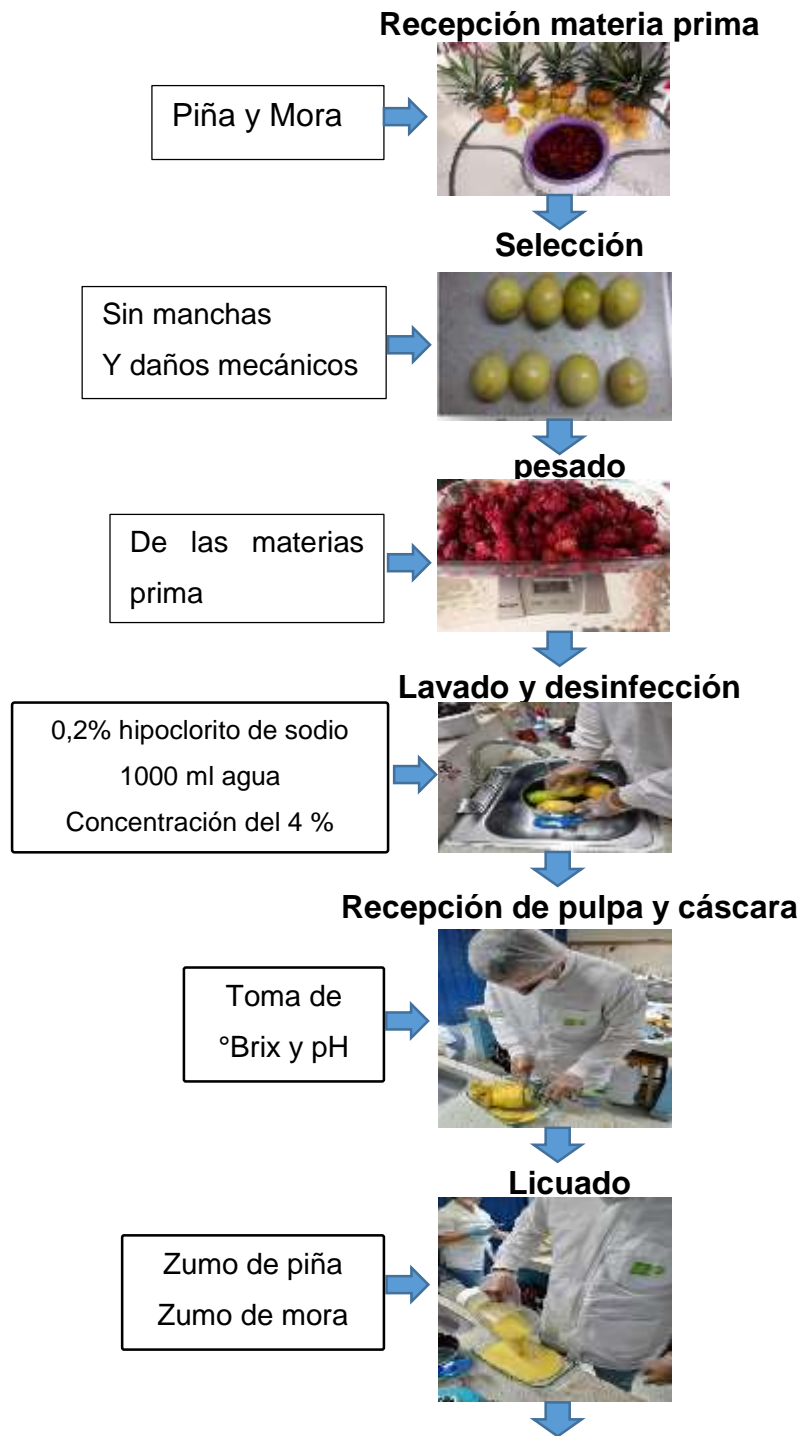 Recepción materia prima
Piña y Mora
Selección
Sin manchas
Y daños mecánicos
pesado
De las materias
prima
Lavado y desinfección
0,2% hipoclorito de sodio
1000 ml agua
Concentración del 4 %
Recepción de pulpa y cáscara
Toma de
°Brix y pH
Licuado
Zumo de piña
Zumo de mora